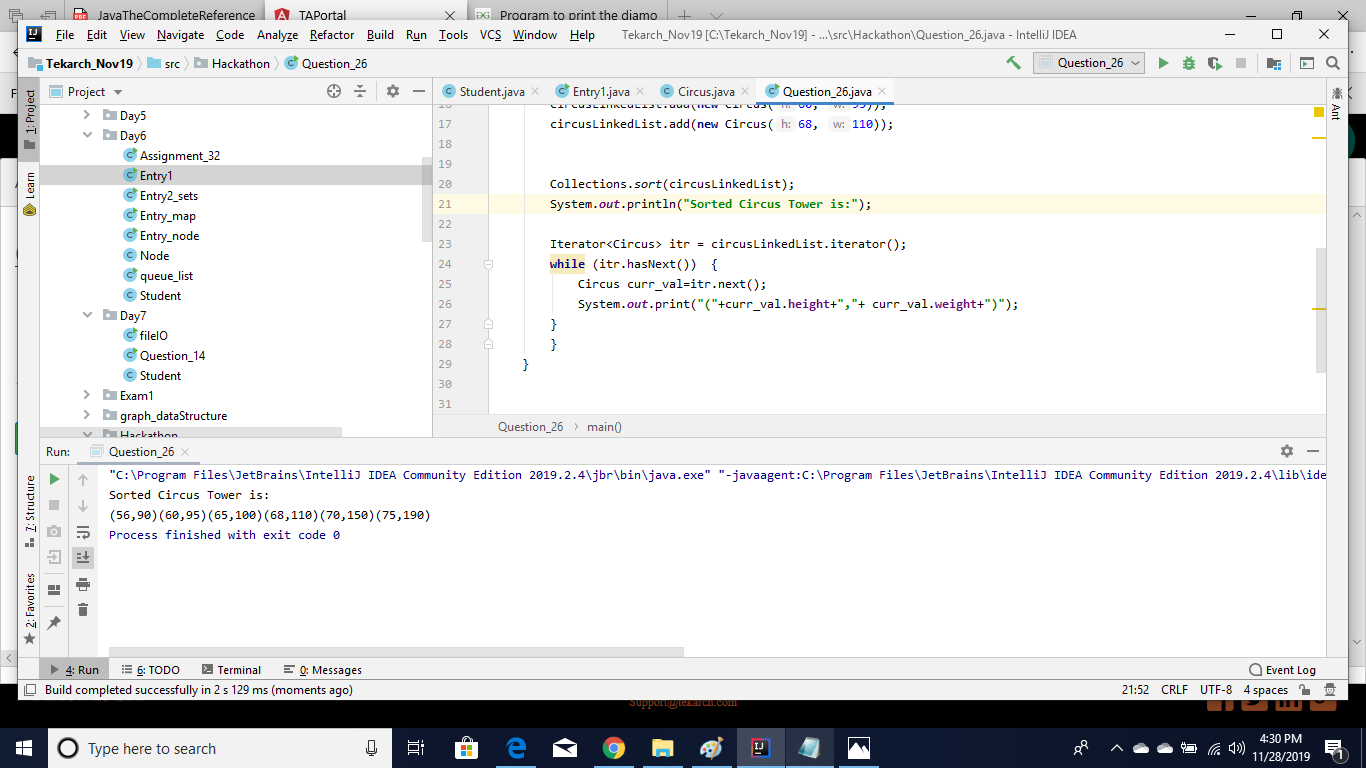 JavaTheCompleteReference
TAPortal
Program to print the diamo
File Edit View Navigate Code Analyze Refactor Build Run Tools VCS Window Help Tekarch_Nov19 [C:\Tekarch_Nov19] - ...\src\Hackathon\Question_26.java - IntelliJ IDEA
Tekarch_Nov19 src Hackathon Question_26
Question_26
1: Project
Learn
7: Structure
2: Favorites
Ant
Project
Day5
Day6
Assignment_32
Entry1
Entry2_sets
Entry_map
Entry_node
Node
queue_list
Student
Day7
fileIO
Question_14
Student
Exam1
graph_dataStructure
Hackathon
Student.java Entry1.java Circus.java Question_26.java
17 circusLinkedList.add(new Circus( h: 68, w: 110));
18
19
20 Collections.sort(circusLinkedList);
21 System.out.println("Sorted Circus Tower is:");
22
23 Iterator<Circus> itr = circusLinkedList.iterator();
24 while (itr.hasNext()) {
25 Circus curr_val=itr.next();
26 System.out.print("("+curr_val.height+","+ curr_val.weight+")");
27 }
28 }
29 }
30
31
Question_26 main()
Run: Question_26
"C:\Program Files\JetBrains\IntelliJ IDEA Community Edition 2019.2.4\jbr\bin\java.exe" "-javaagent:C:\Program Files\JetBrains\IntelliJ IDEA Community Edition 2019.2.4\lib\ide
Sorted Circus Tower is:
(56,90)(60,95)(65,100)(68,110)(70,150)(75,190)
Process finished with exit code 0
4: Run 6: TODO Terminal 0: Messages Event Log
Build completed successfully in 2 s 129 ms (moments ago) 21:52 CRLF UTF-8 4 spaces
Support@tekarch.com
Type here to search
4:30 PM
11/28/2019
1